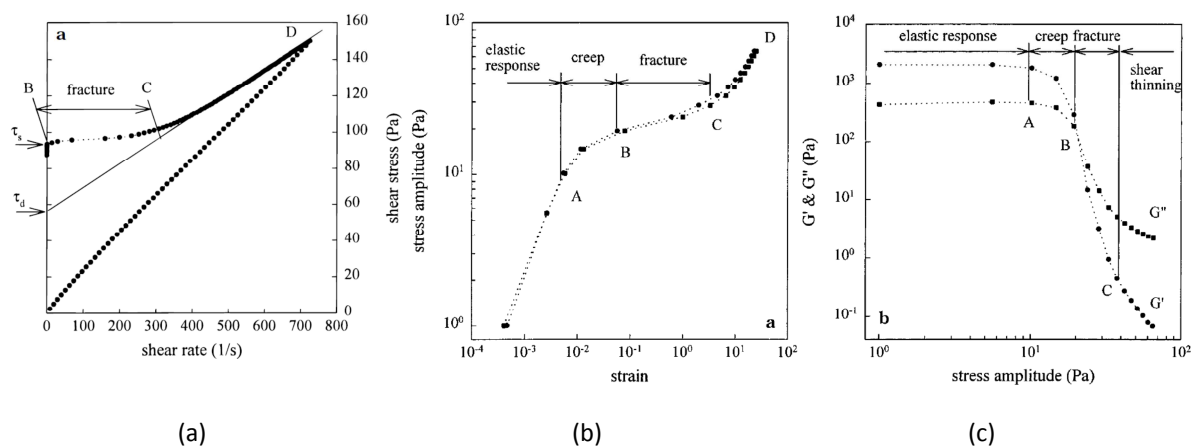 a
D
B
C
fracture
τs
τd
160
140
120
100
80
60
40
20
0
0 100 200 300 400 500 600 700 800
shear rate (1/s)
shear stress (Pa)
(a)
10²
10¹
10⁰
stress amplitude (Pa)
elastic
response
creep
fracture
D
C
B
A
a
10⁻⁴ 10⁻³ 10⁻² 10⁻¹ 10⁰ 10¹ 10²
strain
(b)
10⁴
10³
10²
10¹
10⁰
10⁻¹
G' & G" (Pa)
elastic response
creep fracture
shear
thinning
A
B
G"
C
G'
b
10⁰ 10¹ 10²
stress amplitude (Pa)
(c)